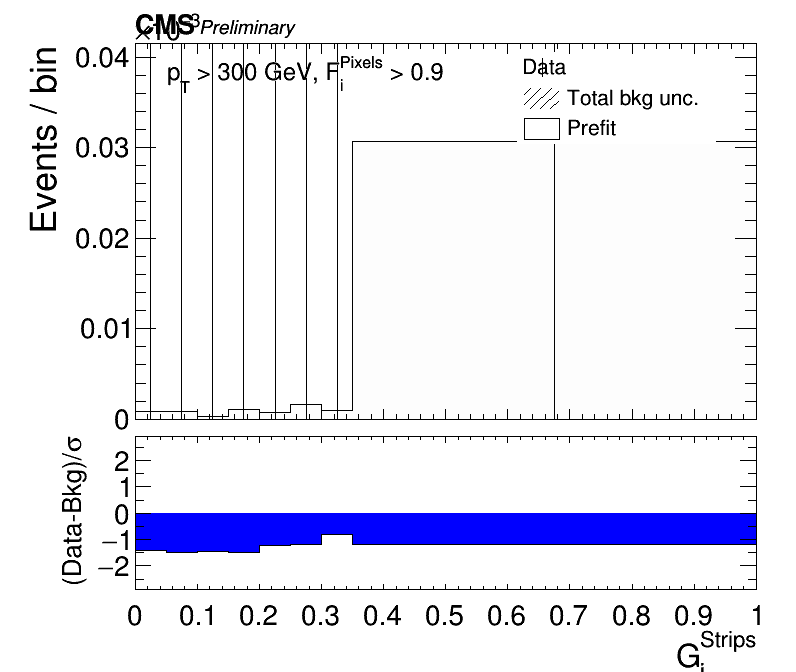 CMS Preliminary
×10^3
p_T > 300 GeV, F_i^Pixels > 0.9
Data
Total bkg unc.
Prefit
Events / bin
0.04
0.03
0.02
0.01
0
(Data-Bkg)/σ
2
1
0
−1
−2
0 0.1 0.2 0.3 0.4 0.5 0.6 0.7 0.8 0.9 1
G_i^Strips